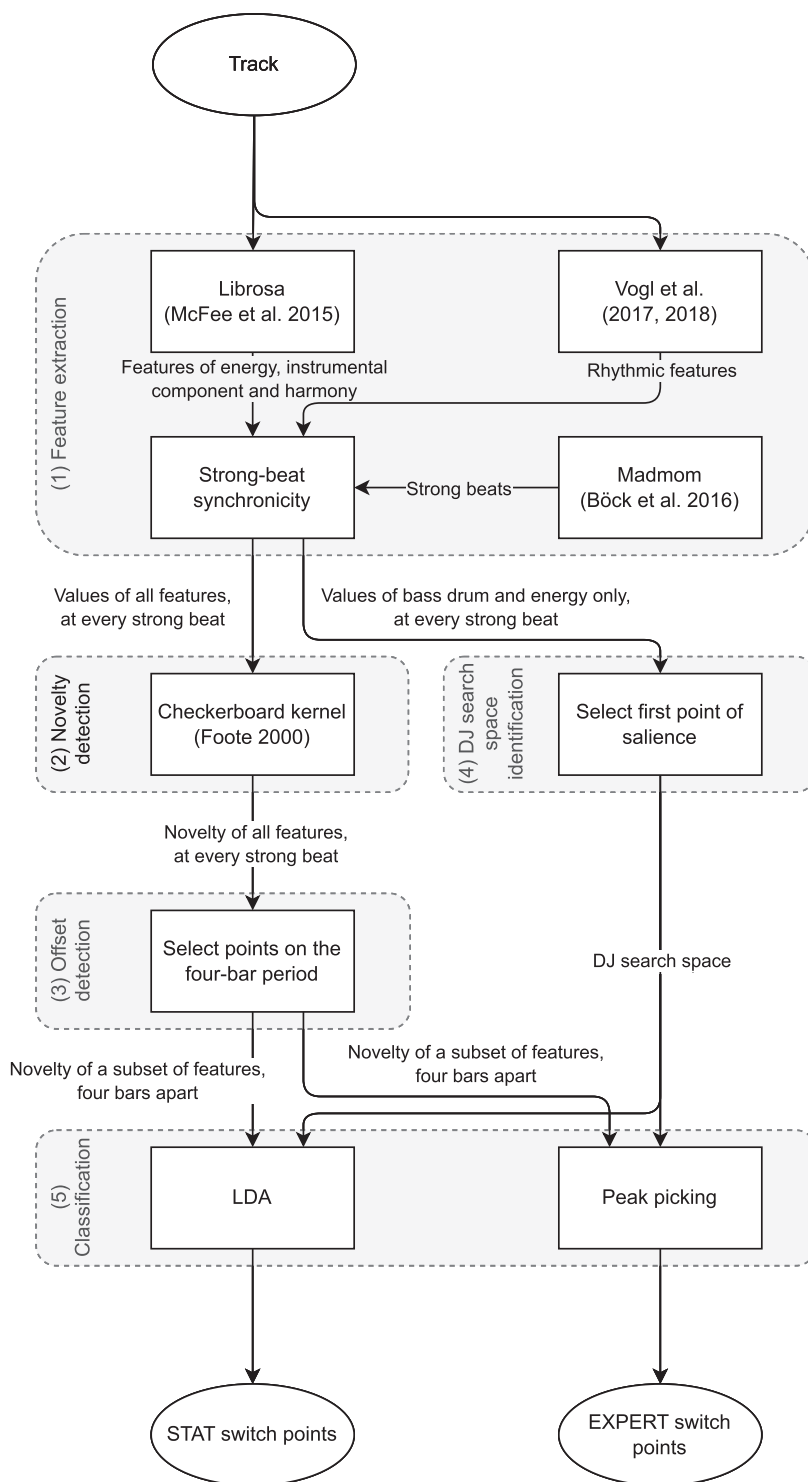 Track
(1) Feature extraction
Librosa
(McFee et al. 2015)
Vogl et al.
(2017, 2018)
Features of energy, instrumental
component and harmony
Rhythmic features
Strong-beat
synchronicity
Strong beats
Madmom
(Böck et al. 2016)
Values of all features,
at every strong beat
Values of bass drum and energy only,
at every strong beat
(2) Novelty
detection
Checkerboard kernel
(Foote 2000)
(4) DJ search
space
identification
Select first point of
salience
Novelty of all features,
at every strong beat
(3) Offset
detection
Select points on the
four-bar period
DJ search space
Novelty of a subset of features,
four bars apart
Novelty of a subset of features,
four bars apart
(5)
Classification
LDA
Peak picking
STAT switch points
EXPERT switch
points